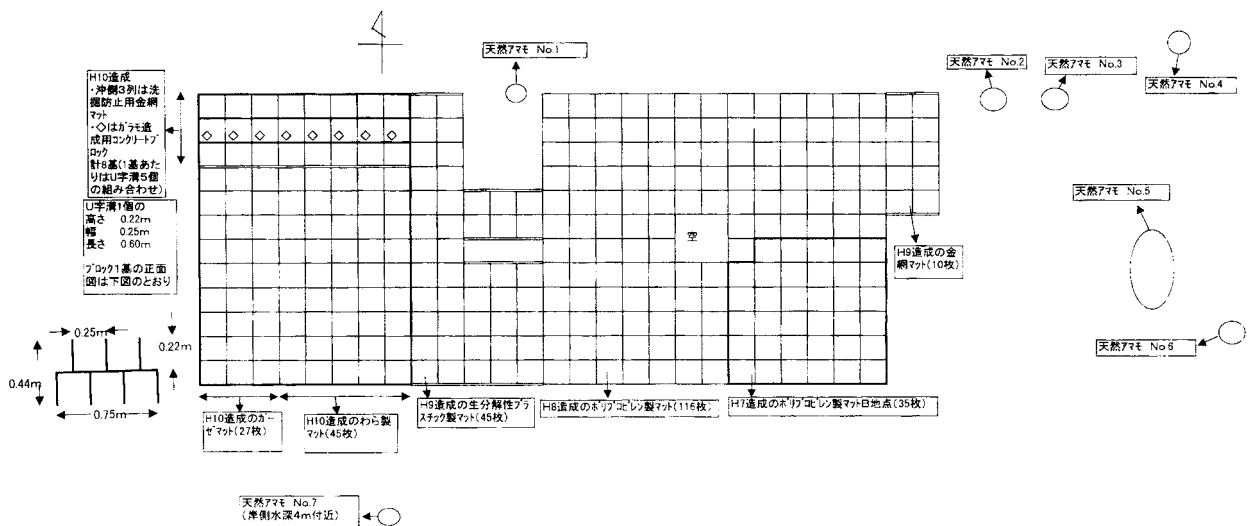 天然アマモ No.1
天然アマモ No.2
天然アマモ No.3
天然アマモ No.4
H10造成
・沖側3列は洗
掘防止用金網
マット
・◇はガラモ造
成用コンクリートブ
ロック
計8基(1基あた
りはU字溝5個
の組み合わせ)
U字溝1個の
高さ 0.22m
幅 0.25m
長さ 0.60m
ブロック1基の正面
図は下図のとおり
天然アマモ No.5
空
H9造成の金
網マット(10枚)
0.25m
0.22m
0.44m
0.75m
天然アマモ No.6
H10造成のガー
ゼマット(27枚)
H10造成のわら製
マット(45枚)
H9造成の生分解性プラ
スチック製マット(45枚)
H8造成のポリプロピレン製マット(116枚)
H7造成のポリプロピレン製マットB地点(35枚)
天然アマモ No.7
(岸側水深4m付近)